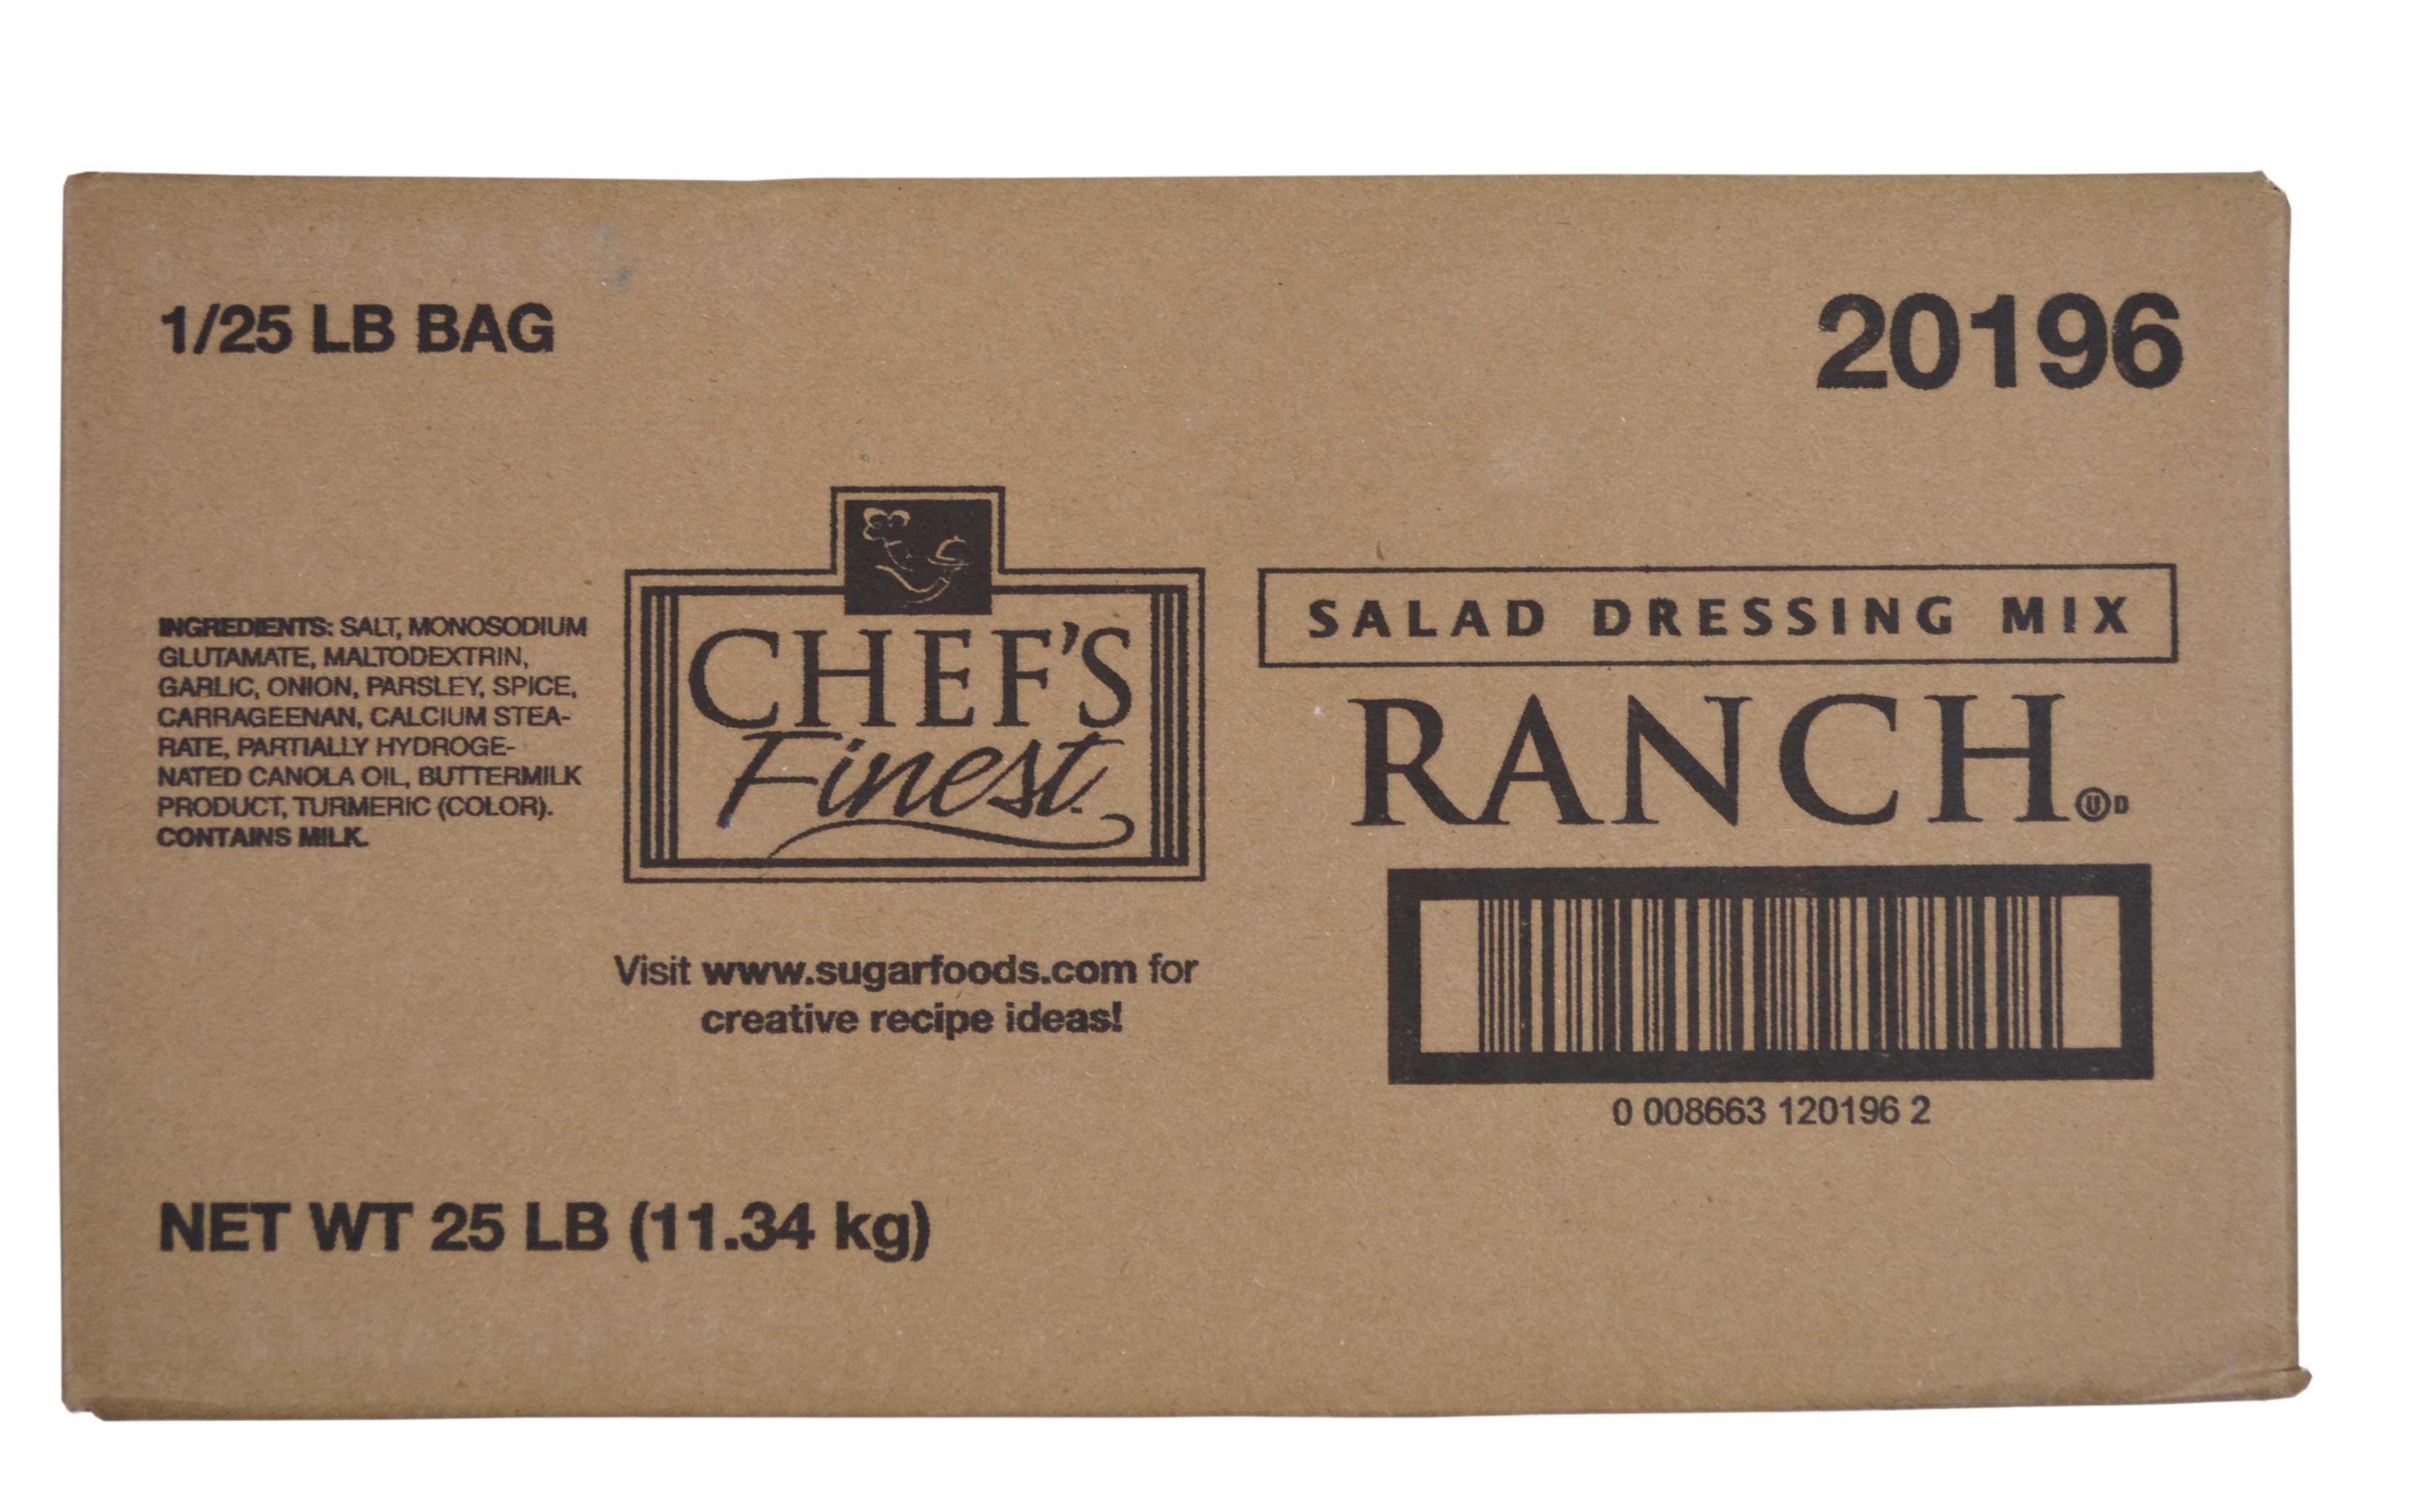 1/25 LB BAG
20196
INGREDIENTS: SALT, MONOSODIUM
GLUTAMATE, MALTODEXTRIN,
GARLIC, ONION, PARSLEY, SPICE,
CARRAGEENAN, CALCIUM STEA-
RATE, PARTIALLY HYDROGE-
NATED CANOLA OIL, BUTTERMILK
PRODUCT, TURMERIC (COLOR).
CONTAINS MILK.
CHEF'S
Finest™
Visit www.sugarfoods.com for
creative recipe ideas!
SALAD DRESSING MIX
RANCH Ⓤ D
0 008663 120196 2
NET WT 25 LB (11.34 kg)